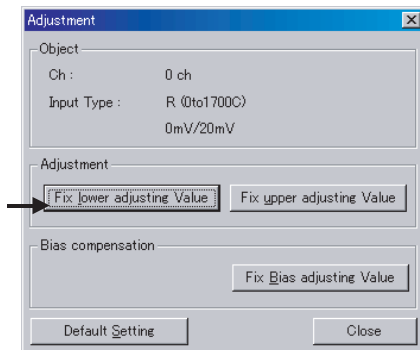 Adjustment
Object
Ch : 0 ch
Input Type : R (0to1700C)
0mV/20mV
Adjustment
Fix lower adjusting Value Fix upper adjusting Value
Bias compensation
Fix Bias adjusting Value
Default Setting Close